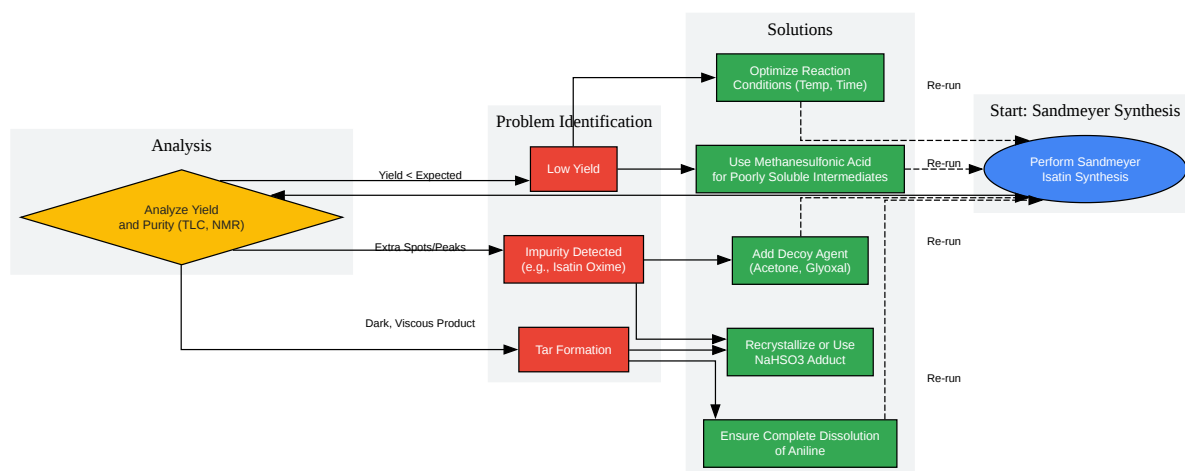 Analysis
Analyze Yield
and Purity (TLC, NMR)
Yield < Expected
Extra Spots/Peaks
Dark, Viscous Product
Problem Identification
Low Yield
Impurity Detected
(e.g., Isatin Oxime)
Tar Formation
Solutions
Optimize Reaction
Conditions (Temp, Time)
Use Methanesulfonic Acid
for Poorly Soluble Intermediates
Add Decoy Agent
(Acetone, Glyoxal)
Recrystallize or Use
NaHSO3 Adduct
Ensure Complete Dissolution
of Aniline
Re-run
Re-run
Re-run
Re-run
Start: Sandmeyer Synthesis
Perform Sandmeyer
Isatin Synthesis